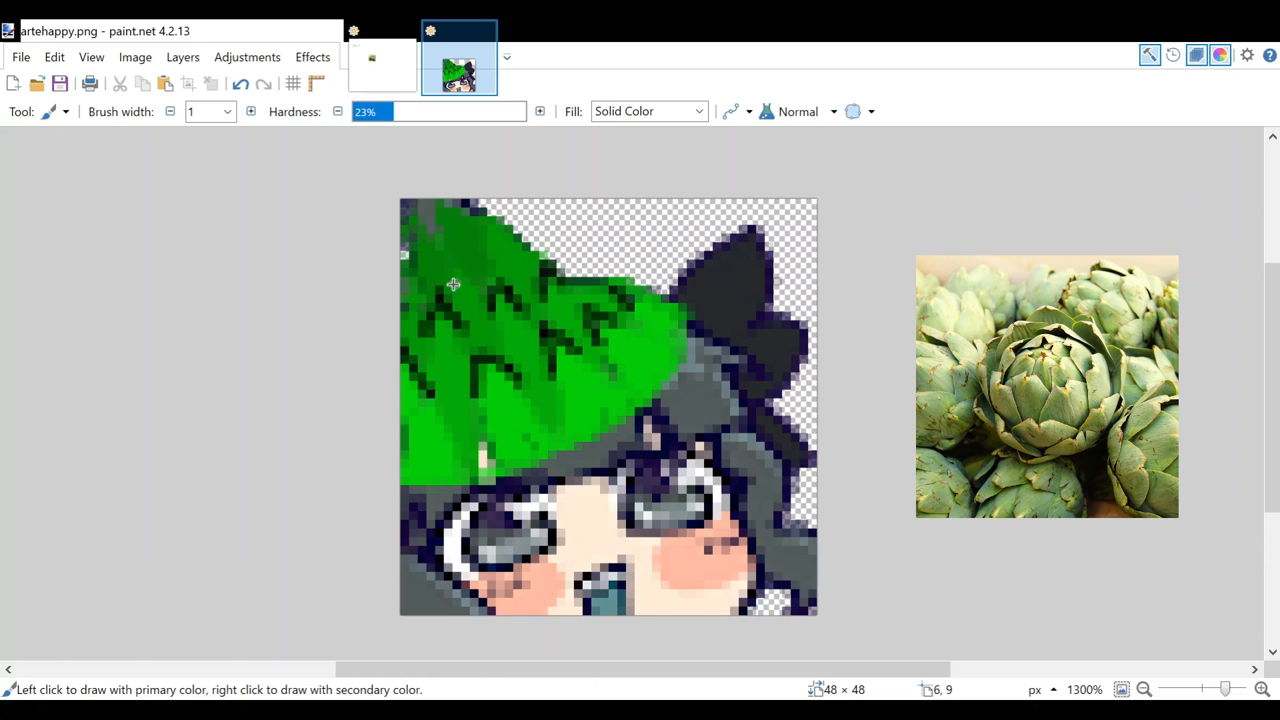 artehappy.png - paint.net 4.2.13
File Edit View Image Layers Adjustments Effects
Tool: Brush width: 1 Hardness: 23% Fill: Solid Color Normal
Left click to draw with primary color, right click to draw with secondary color. 48 × 48 6, 9 px 1300%